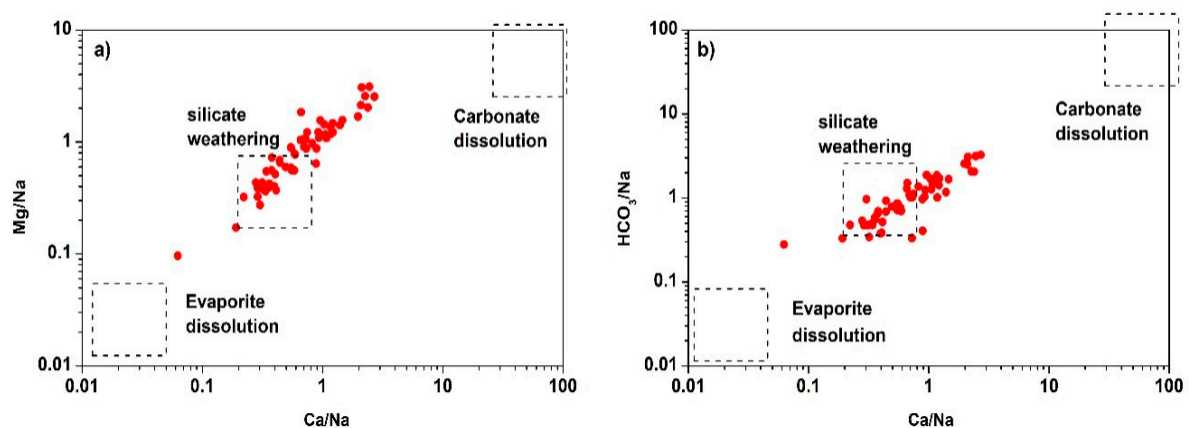 a)
10
1
0.1
0.01
Mg/Na
silicate
weathering
Carbonate
dissolution
Evaporite
dissolution
0.01 0.1 1 10 100
Ca/Na
b)
100
10
1
0.1
0.01
HCO3/Na
silicate
weathering
Carbonate
dissolution
Evaporite
dissolution
0.01 0.1 1 10 100
Ca/Na